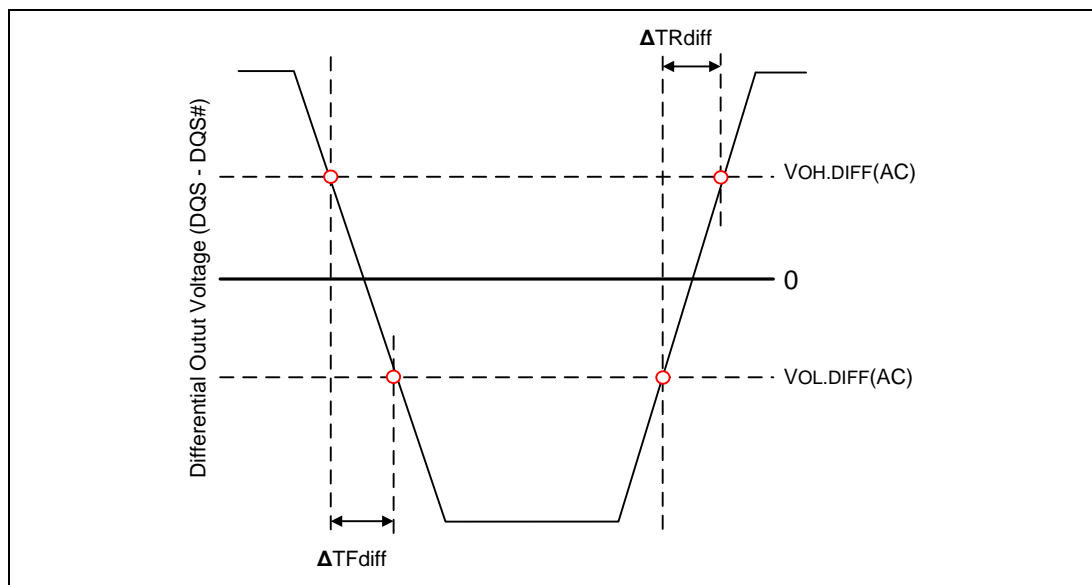 ΔTRdiff
VOH.DIFF(AC)
Differential Outut Voltage (DQS - DQS#)
0
VOL.DIFF(AC)
ΔTFdiff